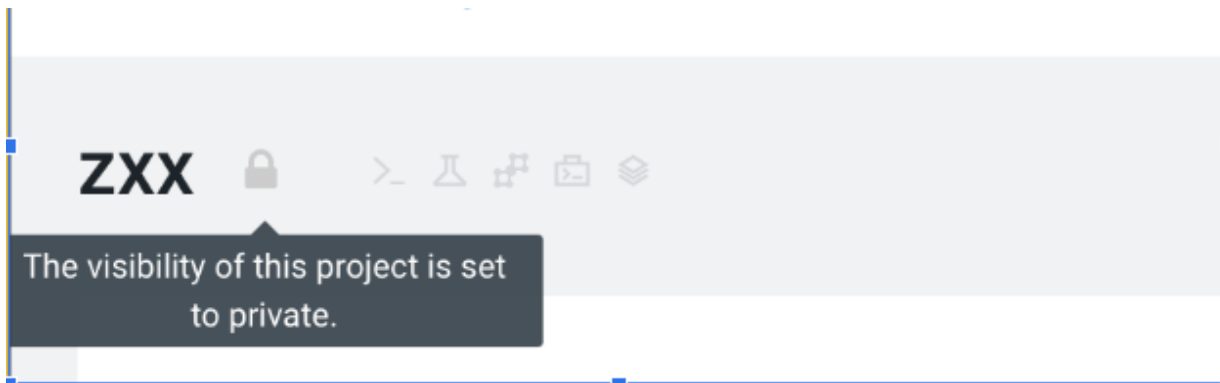 ZXX
The visibility of this project is set
to private.